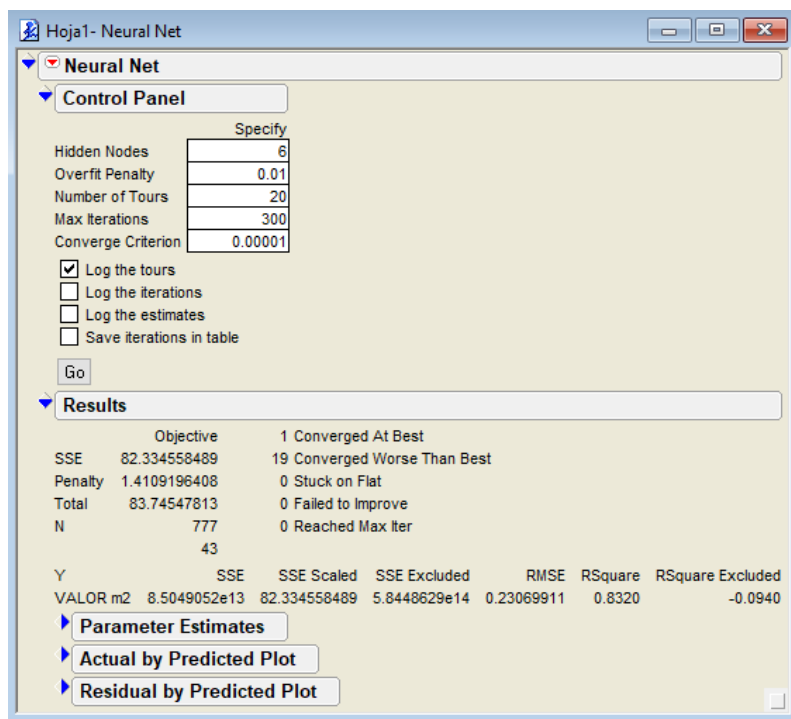 Hoja1- Neural Net
Neural Net
Control Panel
Specify
Hidden Nodes 6
Overfit Penalty 0.01
Number of Tours 20
Max Iterations 300
Converge Criterion 0.00001
Log the tours
Log the iterations
Log the estimates
Save iterations in table
Go
Results
Objective 1 Converged At Best
SSE 82.334558489 19 Converged Worse Than Best
Penalty 1.4109196408 0 Stuck on Flat
Total 83.74547813 0 Failed to Improve
N 777 0 Reached Max Iter
43
Y SSE SSE Scaled SSE Excluded RMSE RSquare RSquare Excluded
VALOR m2 8.5049052e13 82.334558489 5.8448629e14 0.23069911 0.8320 -0.0940
Parameter Estimates
Actual by Predicted Plot
Residual by Predicted Plot